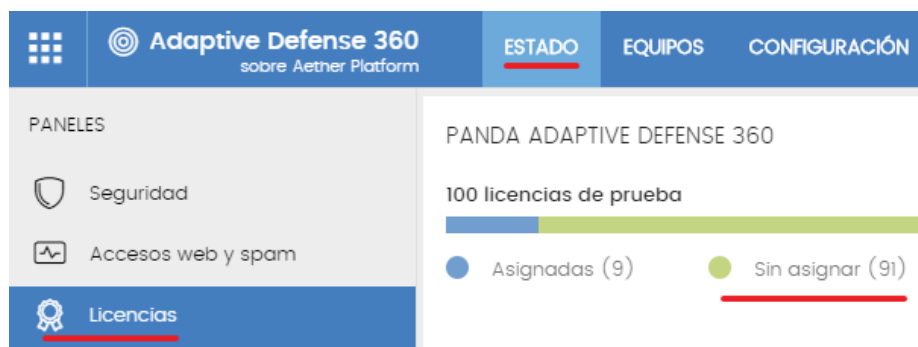 Adaptive Defense 360
sobre Aether Platform
ESTADO
EQUIPOS
CONFIGURACIÓN
PANELES
Seguridad
Accesos web y spam
Licencias
PANDA ADAPTIVE DEFENSE 360
100 licencias de prueba
Asignadas (9)
Sin asignar (91)